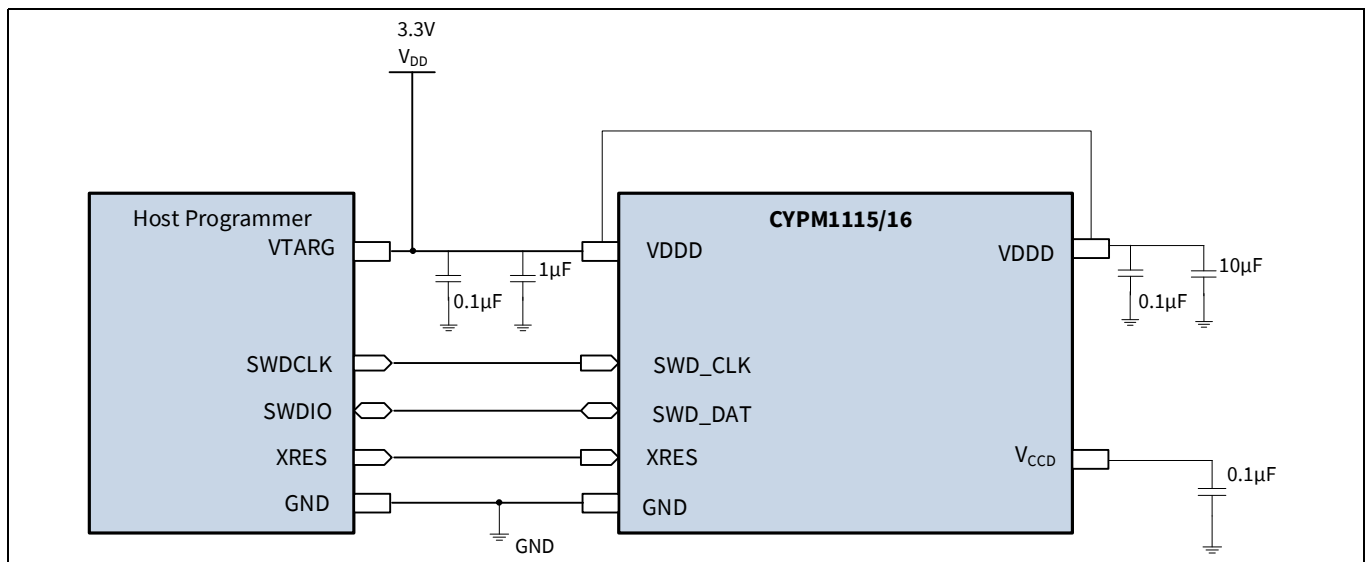 3.3V
VDD
Host Programmer
CYPM1115/16
VTARG
VDDD
VDDD
1µF
0.1µF
10µF
0.1µF
SWDCLK
SWD_CLK
SWDIO
SWD_DAT
XRES
XRES
VCCD
0.1µF
GND
GND
GND